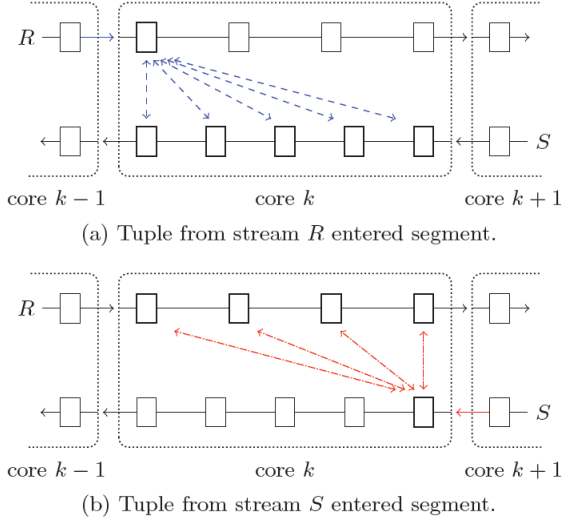 R
S
core k − 1 core k core k + 1
(a) Tuple from stream R entered segment.
R
S
core k − 1 core k core k + 1
(b) Tuple from stream S entered segment.